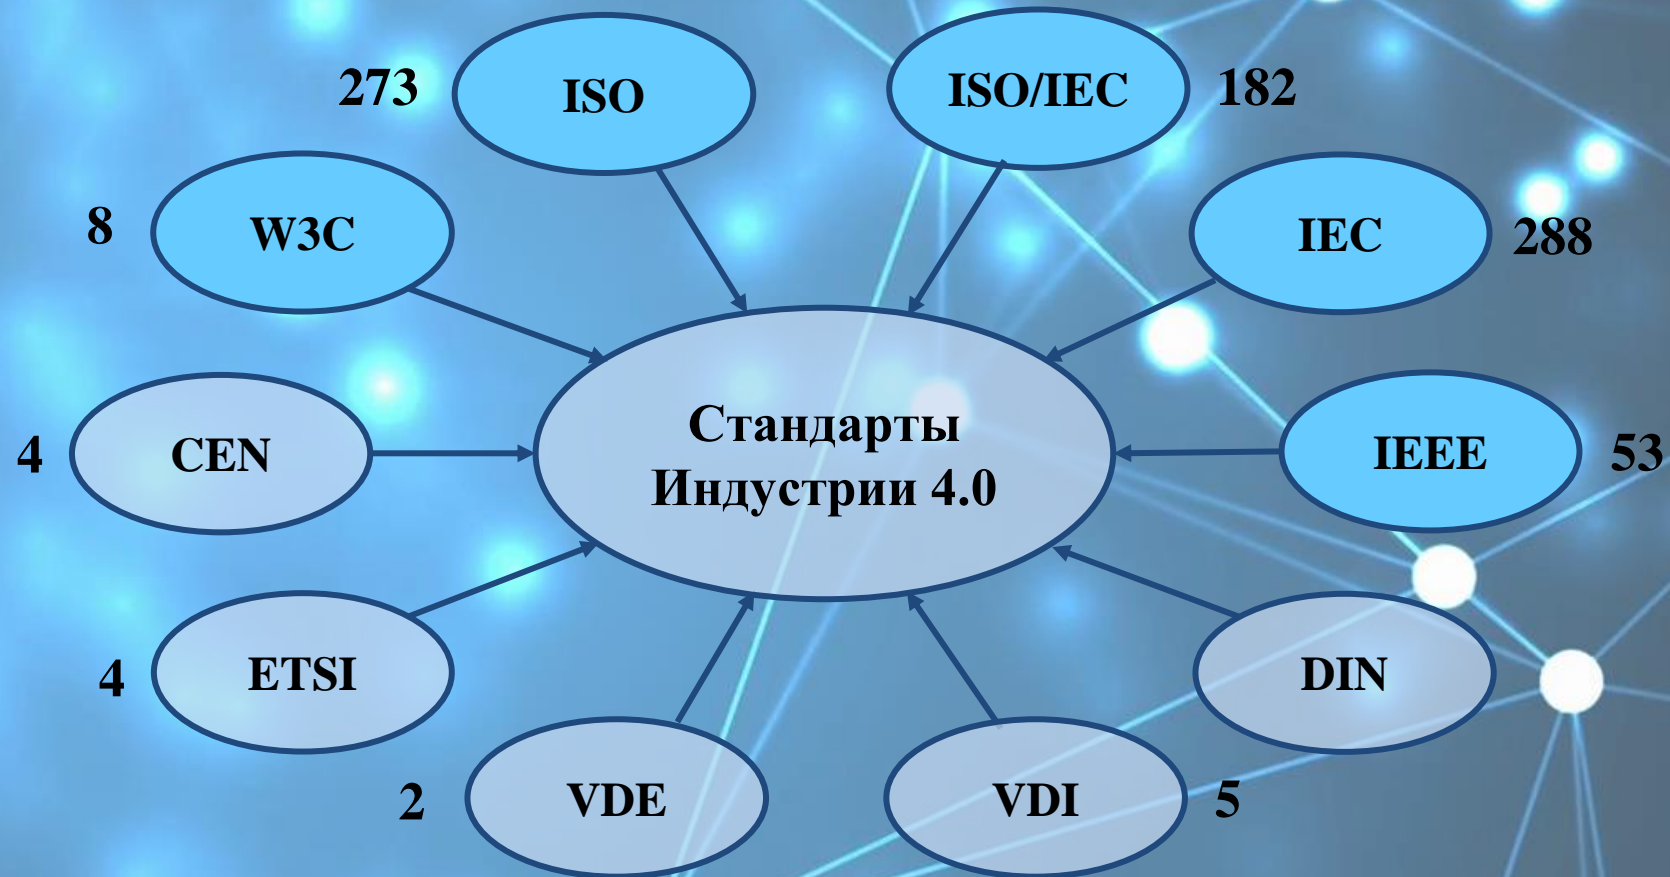 273
ISO
ISO/IEC
182
8
W3C
IEC
288
4
CEN
Стандарты
Индустрии 4.0
IEEE
53
4
ETSI
DIN
2
VDE
VDI
5